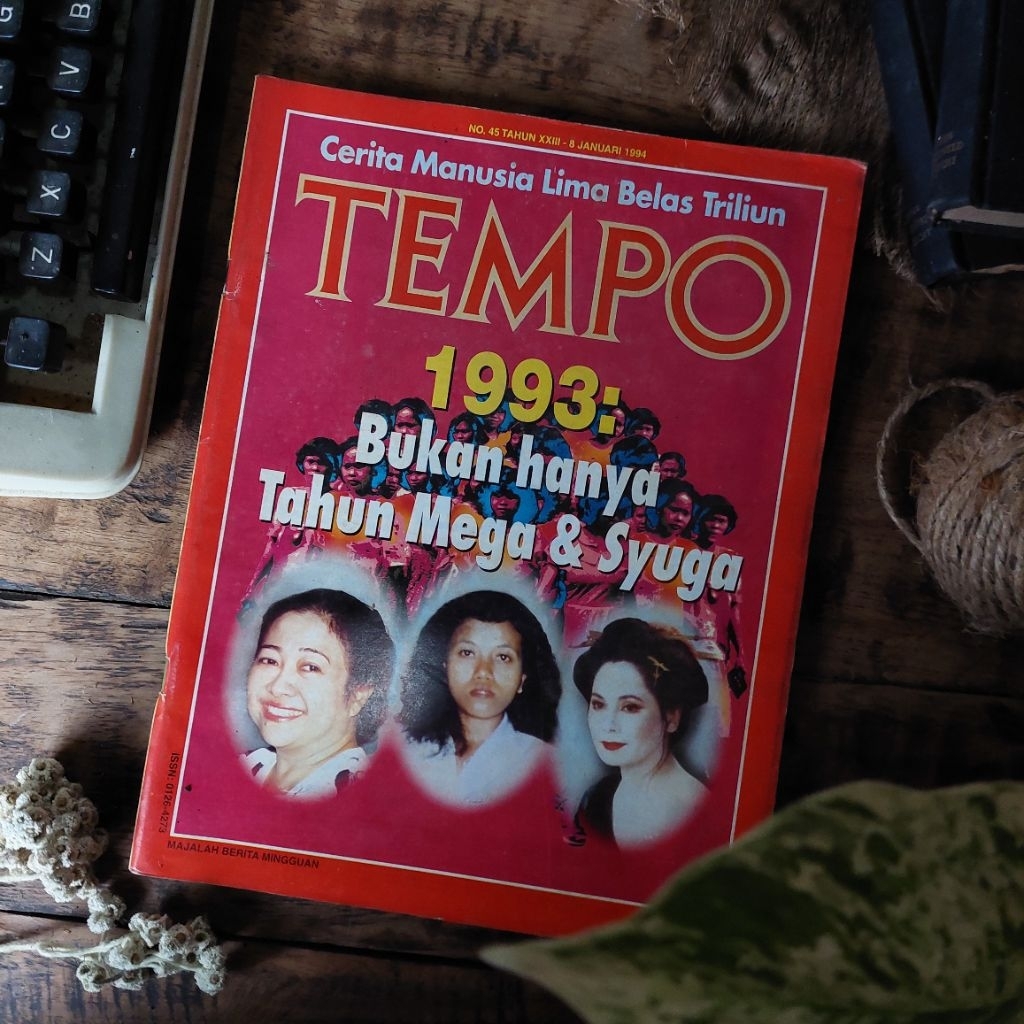 NO. 45 TAHUN XXIII - 8 JANUARI 1994
Cerita Manusia Lima Belas Triliun
TEMPO
1993:
Bukan hanya
Tahun Mega & Syuga
ISSN: 0126-4273
MAJALAH BERITA MINGGUAN
G
B
V
C
X
Z